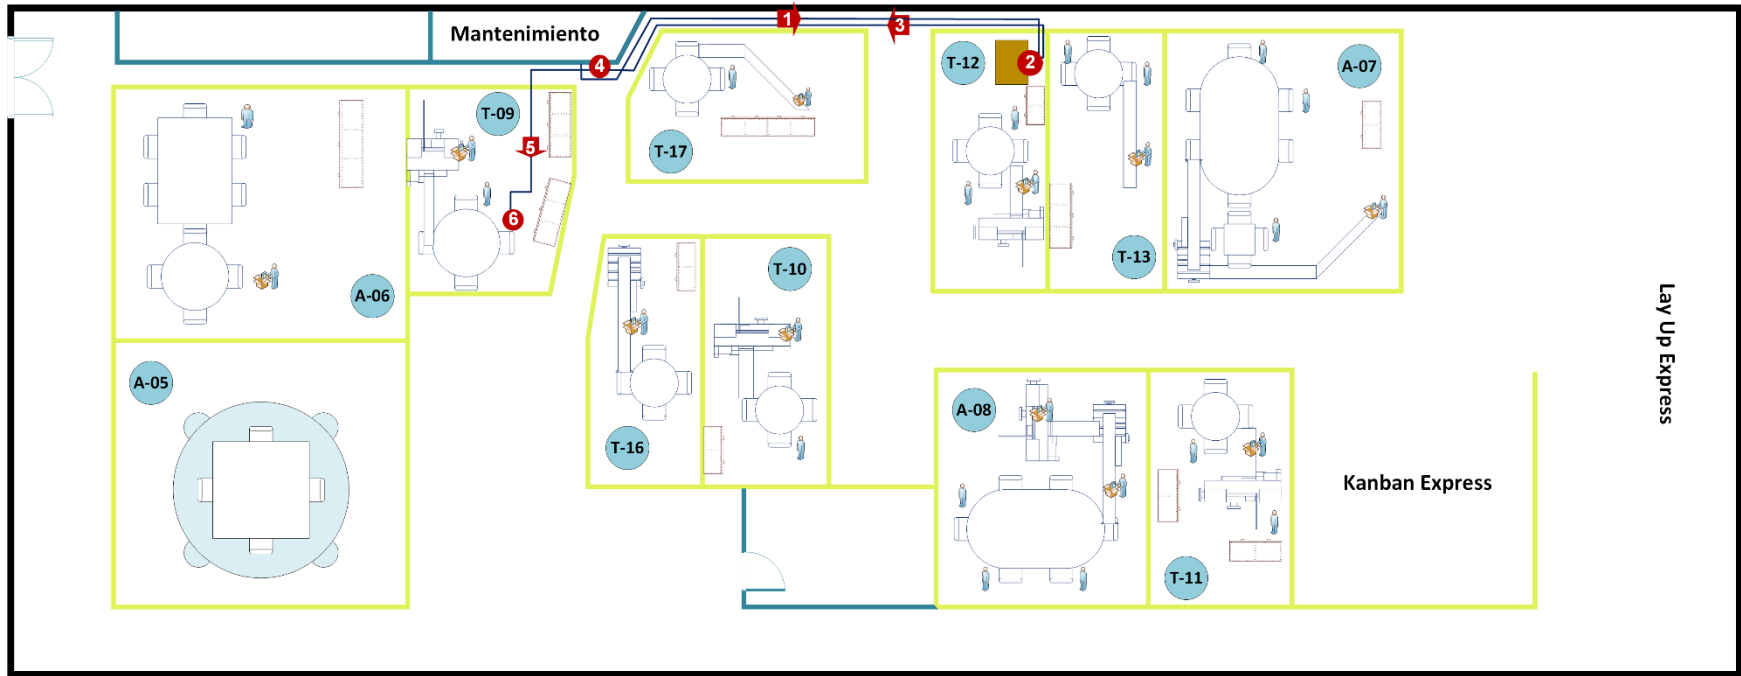 1
3
Mantenimiento
4
T-12
2
A-07
T-09
5
T-17
6
T-13
T-10
A-06
Lay Up Express
A-05
A-08
T-16
Kanban Express
T-11